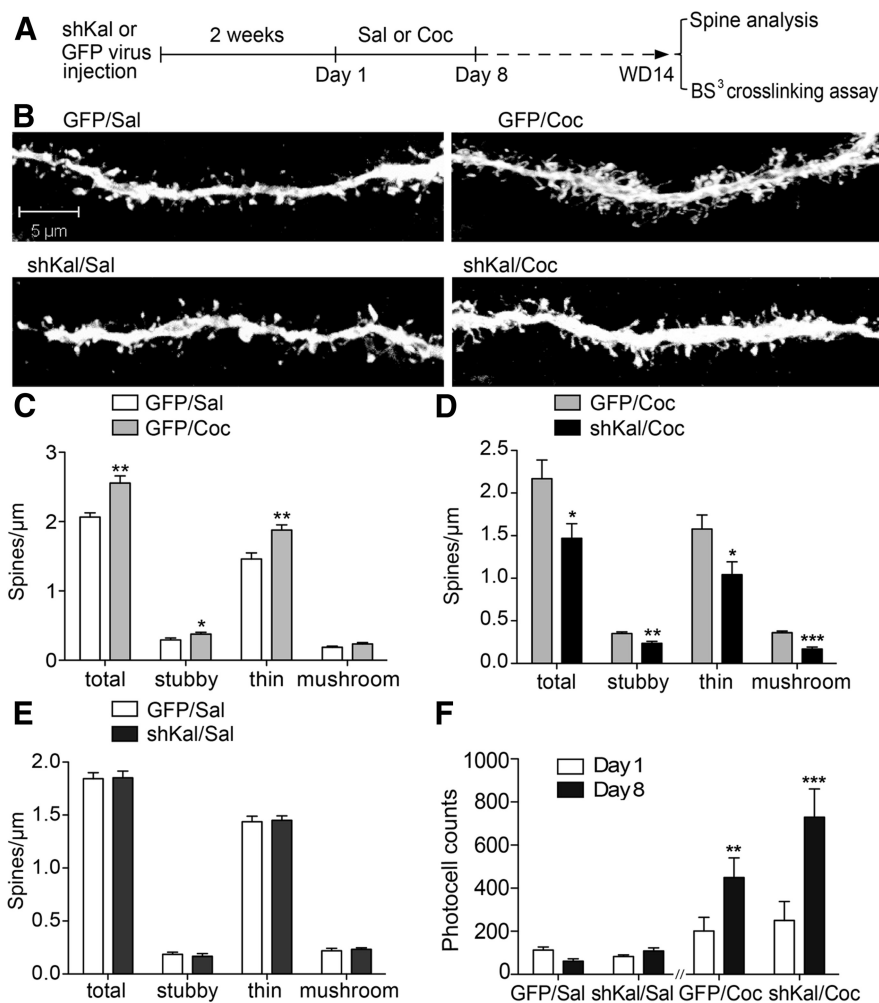 A
shKal or
GFP virus
injection
2 weeks
Sal or Coc
Day 1
Day 8
WD14
Spine analysis
BS3 crosslinking assay
B
GFP/Sal
GFP/Coc
5 µm
shKal/Sal
shKal/Coc
C
GFP/Sal
GFP/Coc
Spines/µm
3
2
1
0
**
*
**
total stubby thin mushroom
D
GFP/Coc
shKal/Coc
Spines/µm
2.5
2.0
1.5
1.0
0.5
0.0
*
**
*
***
total stubby thin mushroom
E
GFP/Sal
shKal/Sal
Spines/µm
2.0
1.5
1.0
0.5
0.0
total stubby thin mushroom
F
Day 1
Day 8
Photocell counts
1000
800
600
400
200
0
**
***
//
GFP/Sal shKal/Sal GFP/Coc shKal/Coc